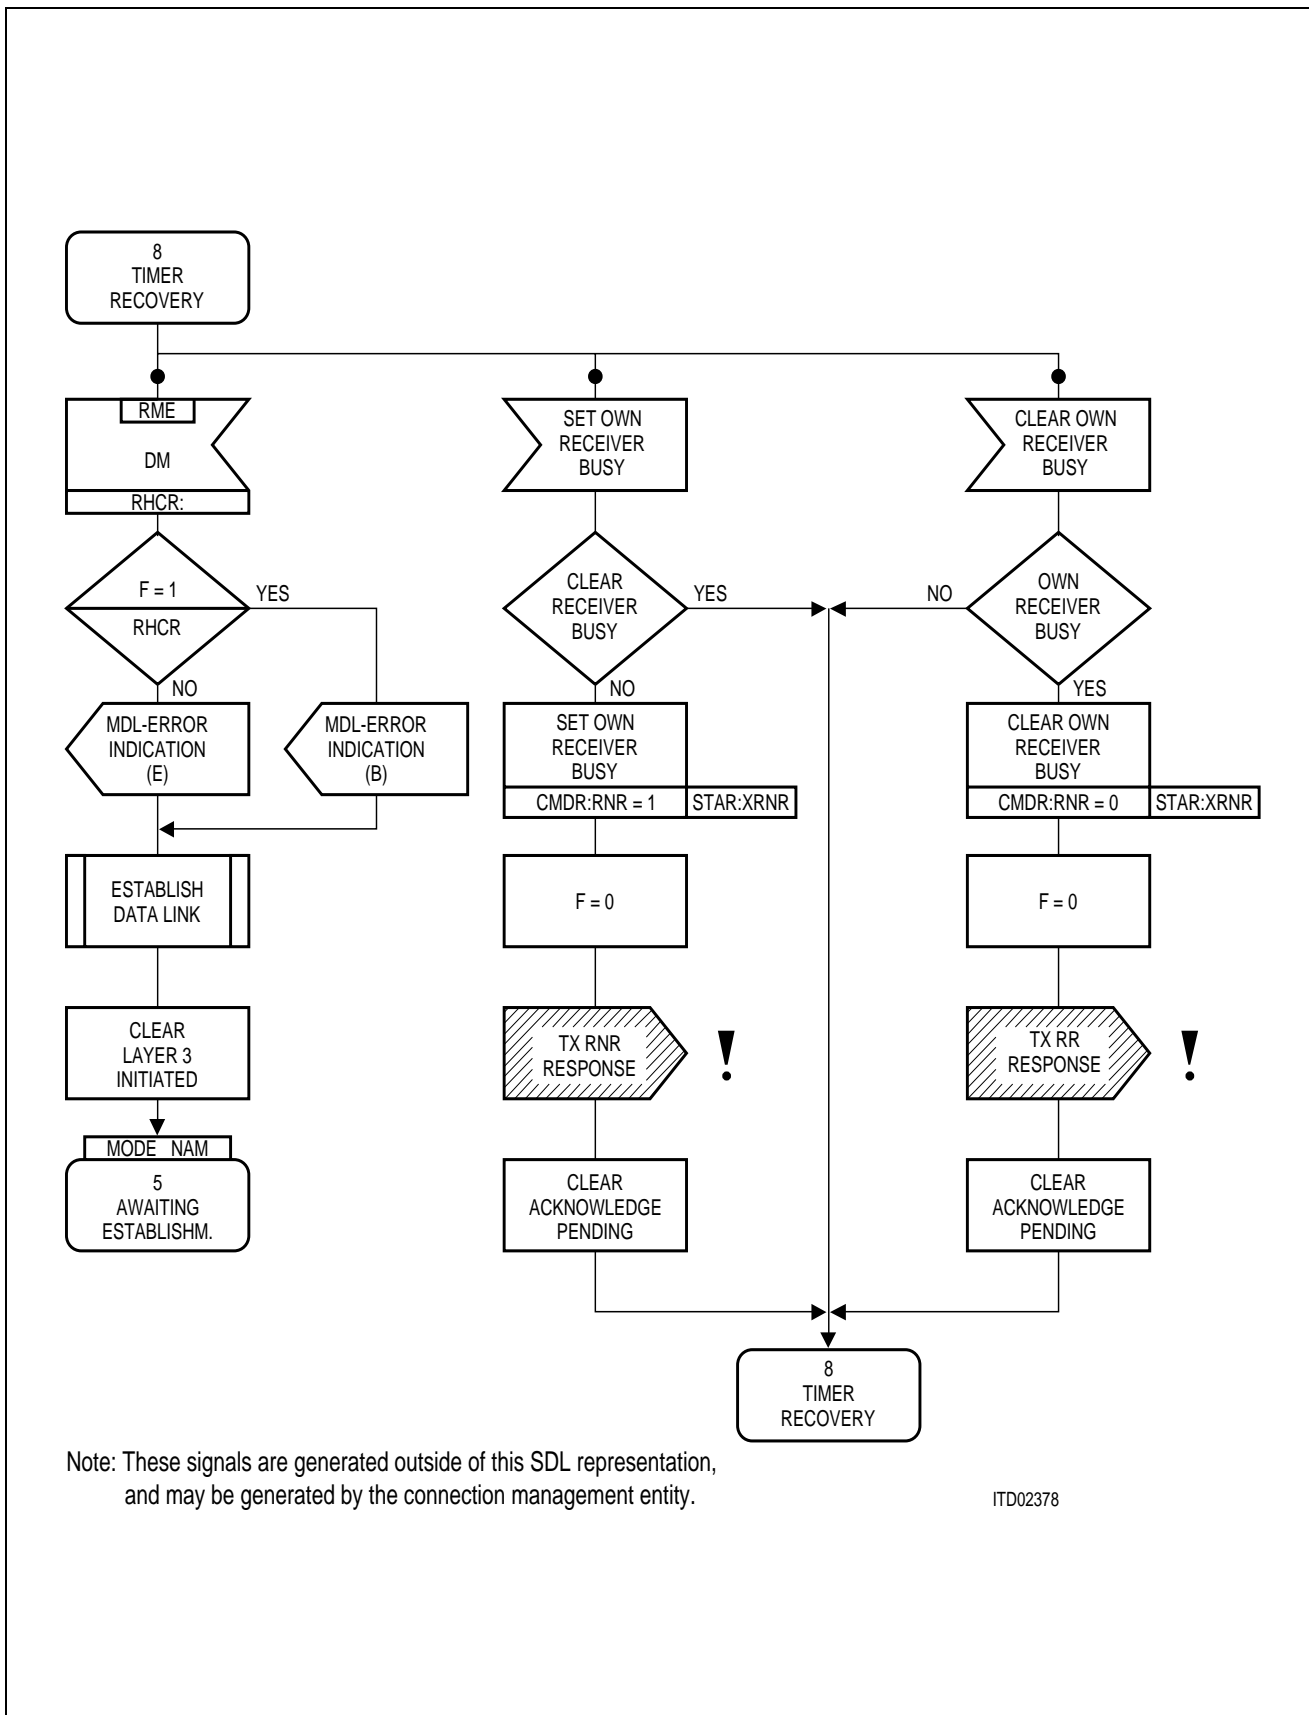 8
TIMER
RECOVERY
RME
DM
RHCR:
SET OWN
RECEIVER
BUSY
CLEAR OWN
RECEIVER
BUSY
F = 1
RHCR
YES
NO
CLEAR
RECEIVER
BUSY
YES
NO
OWN
RECEIVER
BUSY
NO
YES
MDL-ERROR
INDICATION
(E)
MDL-ERROR
INDICATION
(B)
SET OWN
RECEIVER
BUSY
CMDR:RNR = 1
STAR:XRNR
CLEAR OWN
RECEIVER
BUSY
CMDR:RNR = 0
STAR:XRNR
ESTABLISH
DATA LINK
F = 0
F = 0
CLEAR
LAYER 3
INITIATED
TX RNR
RESPONSE
!
TX RR
RESPONSE
!
MODE NAM
5
AWAITING
ESTABLISHM.
CLEAR
ACKNOWLEDGE
PENDING
CLEAR
ACKNOWLEDGE
PENDING
8
TIMER
RECOVERY
Note: These signals are generated outside of this SDL representation,
and may be generated by the connection management entity.
ITD02378